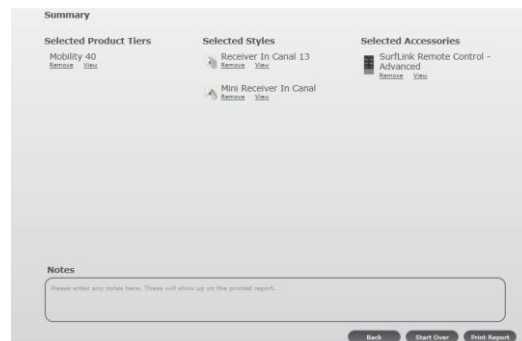 Summary
Selected Product Tiers
Mobility 40
Remove View
Selected Styles
Receiver In Canal 13
Remove View
Mini Receiver In Canal
Remove View
Selected Accessories
SurfLink Remote Control -
Advanced
Remove View
Notes
Please enter any notes here. These will show up on the printed report.
Back Start Over Print Report